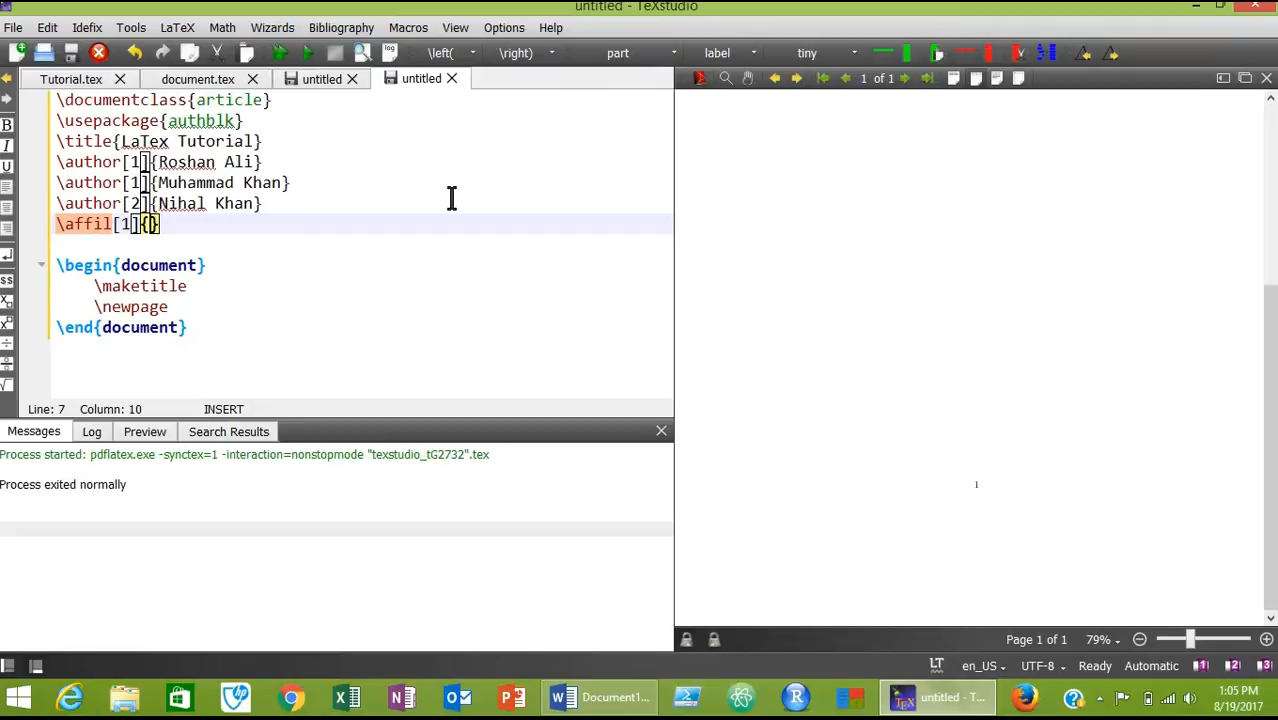 untitled - TeXstudio
File Edit Idefix Tools LaTeX Math Wizards Bibliography Macros View Options Help
log \left( \right) part label tiny
Tutorial.tex document.tex untitled untitled 1 of 1
\documentclass{article}
\usepackage{authblk}
\title{LaTex Tutorial}
\author[1]{Roshan Ali}
\author[1]{Muhammad Khan}
\author[2]{Nihal Khan}
\affil[1]{}
\begin{document}
\maketitle
\newpage
\end{document}
Line: 7 Column: 10 INSERT
Messages Log Preview Search Results
Process started: pdflatex.exe -synctex=1 -interaction=nonstopmode "texstudio_tG2732".tex
Process exited normally
1
Page 1 of 1 79%
LT en_US UTF-8 Ready Automatic 1 2 3
Document1... untitled - T...
1:05 PM
8/19/2017